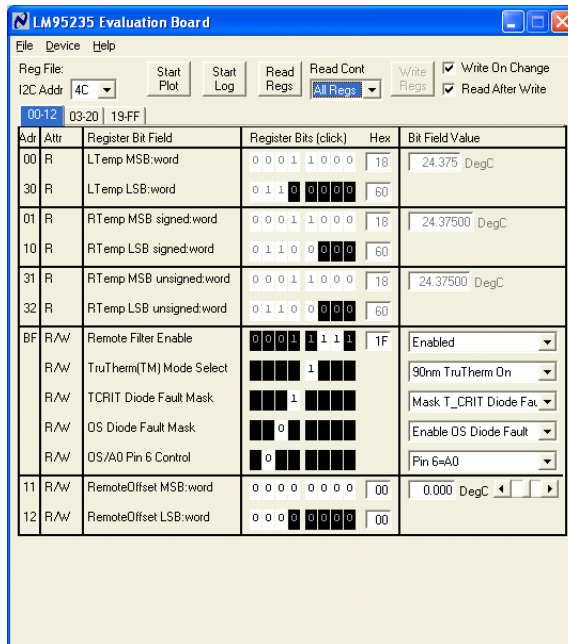 LM95235 Evaluation Board
File Device Help
Reg File:
I2C Addr 4C
Start Plot
Start Log
Read Regs
Read Cont
All Regs
Write Regs
Write On Change
Read After Write
00-12 03-20 19-FF
Adr Attr Register Bit Field Register Bits (click) Hex Bit Field Value
00 R LTemp MSB:word 0 0 0 1 1 0 0 0 18 24.375 DegC
30 R LTemp LSB:word 0 1 1 0 0 0 0 0 60
01 R RTemp MSB signed:word 0 0 0 1 1 0 0 0 18 24.37500 DegC
10 R RTemp LSB signed:word 0 1 1 0 0 0 0 0 60
31 R RTemp MSB unsigned:word 0 0 0 1 1 0 0 0 18 24.37500 DegC
32 R RTemp LSB unsigned:word 0 1 1 0 0 0 0 0 60
BF R/W Remote Filter Enable 0 0 0 1 1 1 1 1 1F Enabled
R/W TruTherm(TM) Mode Select 1 90nm TruTherm On
R/W TCRIT Diode Fault Mask 1 Mask T_CRIT Diode Fau
R/W OS Diode Fault Mask 0 Enable OS Diode Fault
R/W OS/A0 Pin 6 Control 0 Pin 6=A0
11 R/W RemoteOffset MSB:word 0 0 0 0 0 0 0 0 00 0.000 DegC
12 R/W RemoteOffset LSB:word 0 0 0 0 0 0 0 0 00